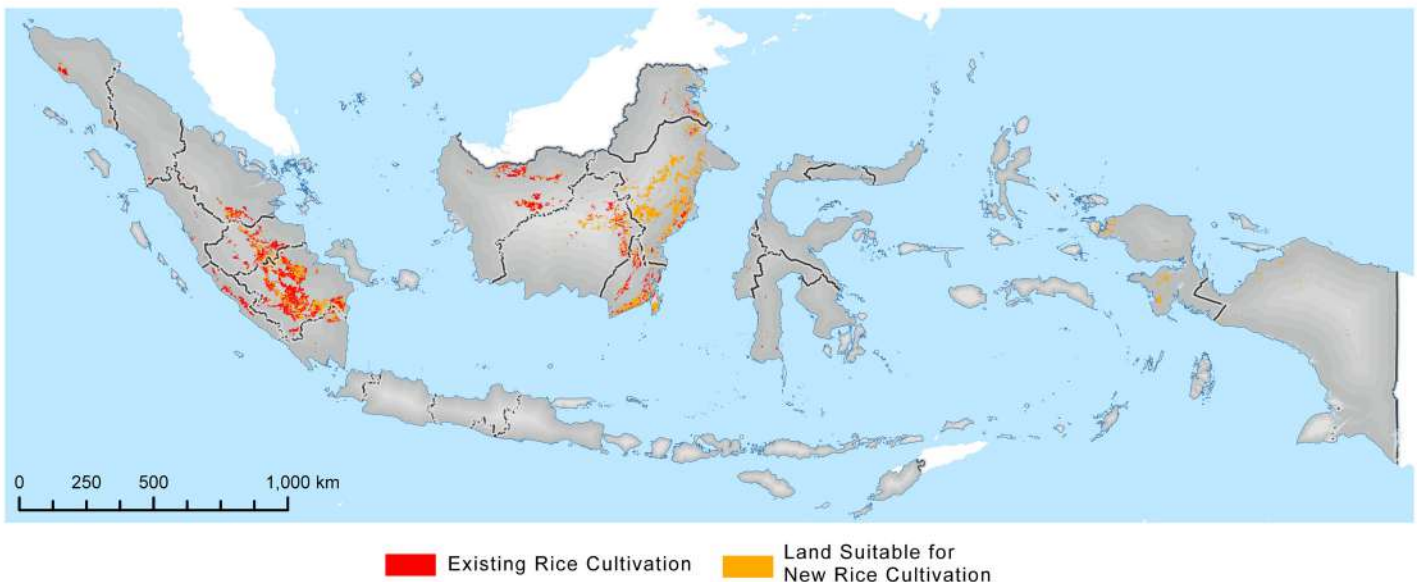 0 250 500 1,000 km
Existing Rice Cultivation
Land Suitable for
New Rice Cultivation